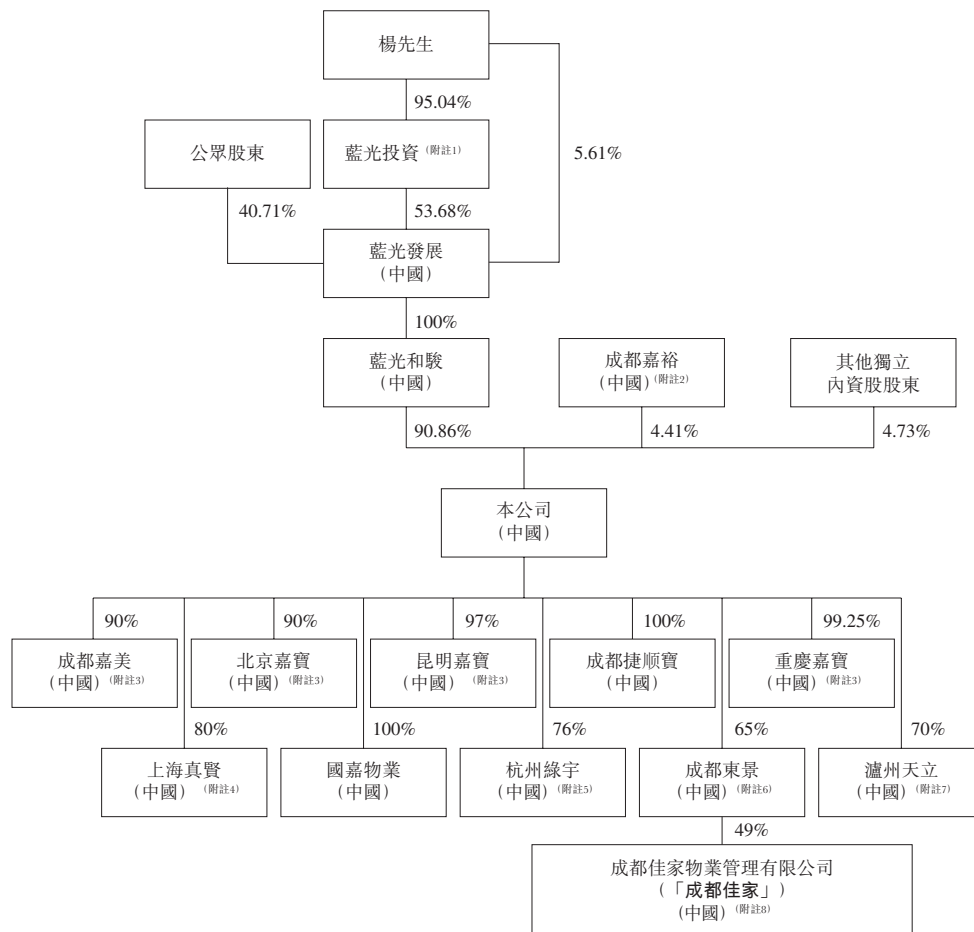 楊先生
95.04%
公眾股東
藍光投資 (附註1)
5.61%
40.71%
53.68%
藍光發展
(中國)
100%
藍光和駿
(中國)
成都嘉裕
(中國) (附註2)
其他獨立
內資股股東
90.86%
4.41%
4.73%
本公司
(中國)
90%
90%
97%
100%
99.25%
成都嘉美
(中國) (附註3)
北京嘉寶
(中國) (附註3)
昆明嘉寶
(中國) (附註3)
成都捷順寶
(中國)
重慶嘉寶
(中國) (附註3)
80%
100%
76%
65%
70%
上海真賢
(中國) (附註4)
國嘉物業
(中國)
杭州綠宇
(中國) (附註5)
成都東景
(中國) (附註6)
瀘州天立
(中國) (附註7)
49%
成都佳家物業管理有限公司
(「成都佳家」)
(中國) (附註8)